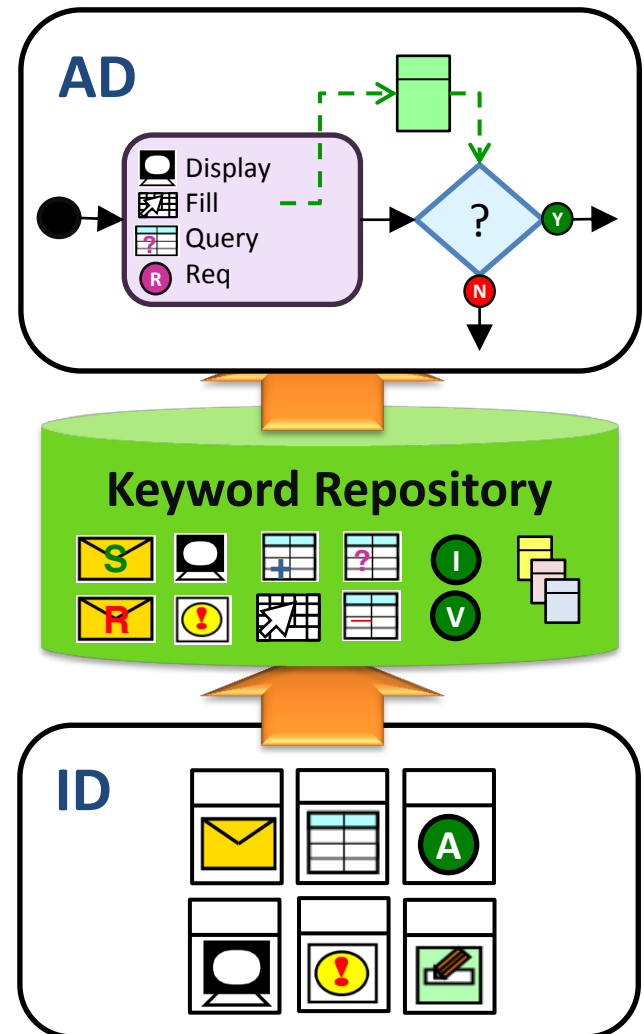 AD
Display
Fill
? Query
R Req
?
Y
N
Keyword Repository
S + ? I
R ! – V
ID
A
!